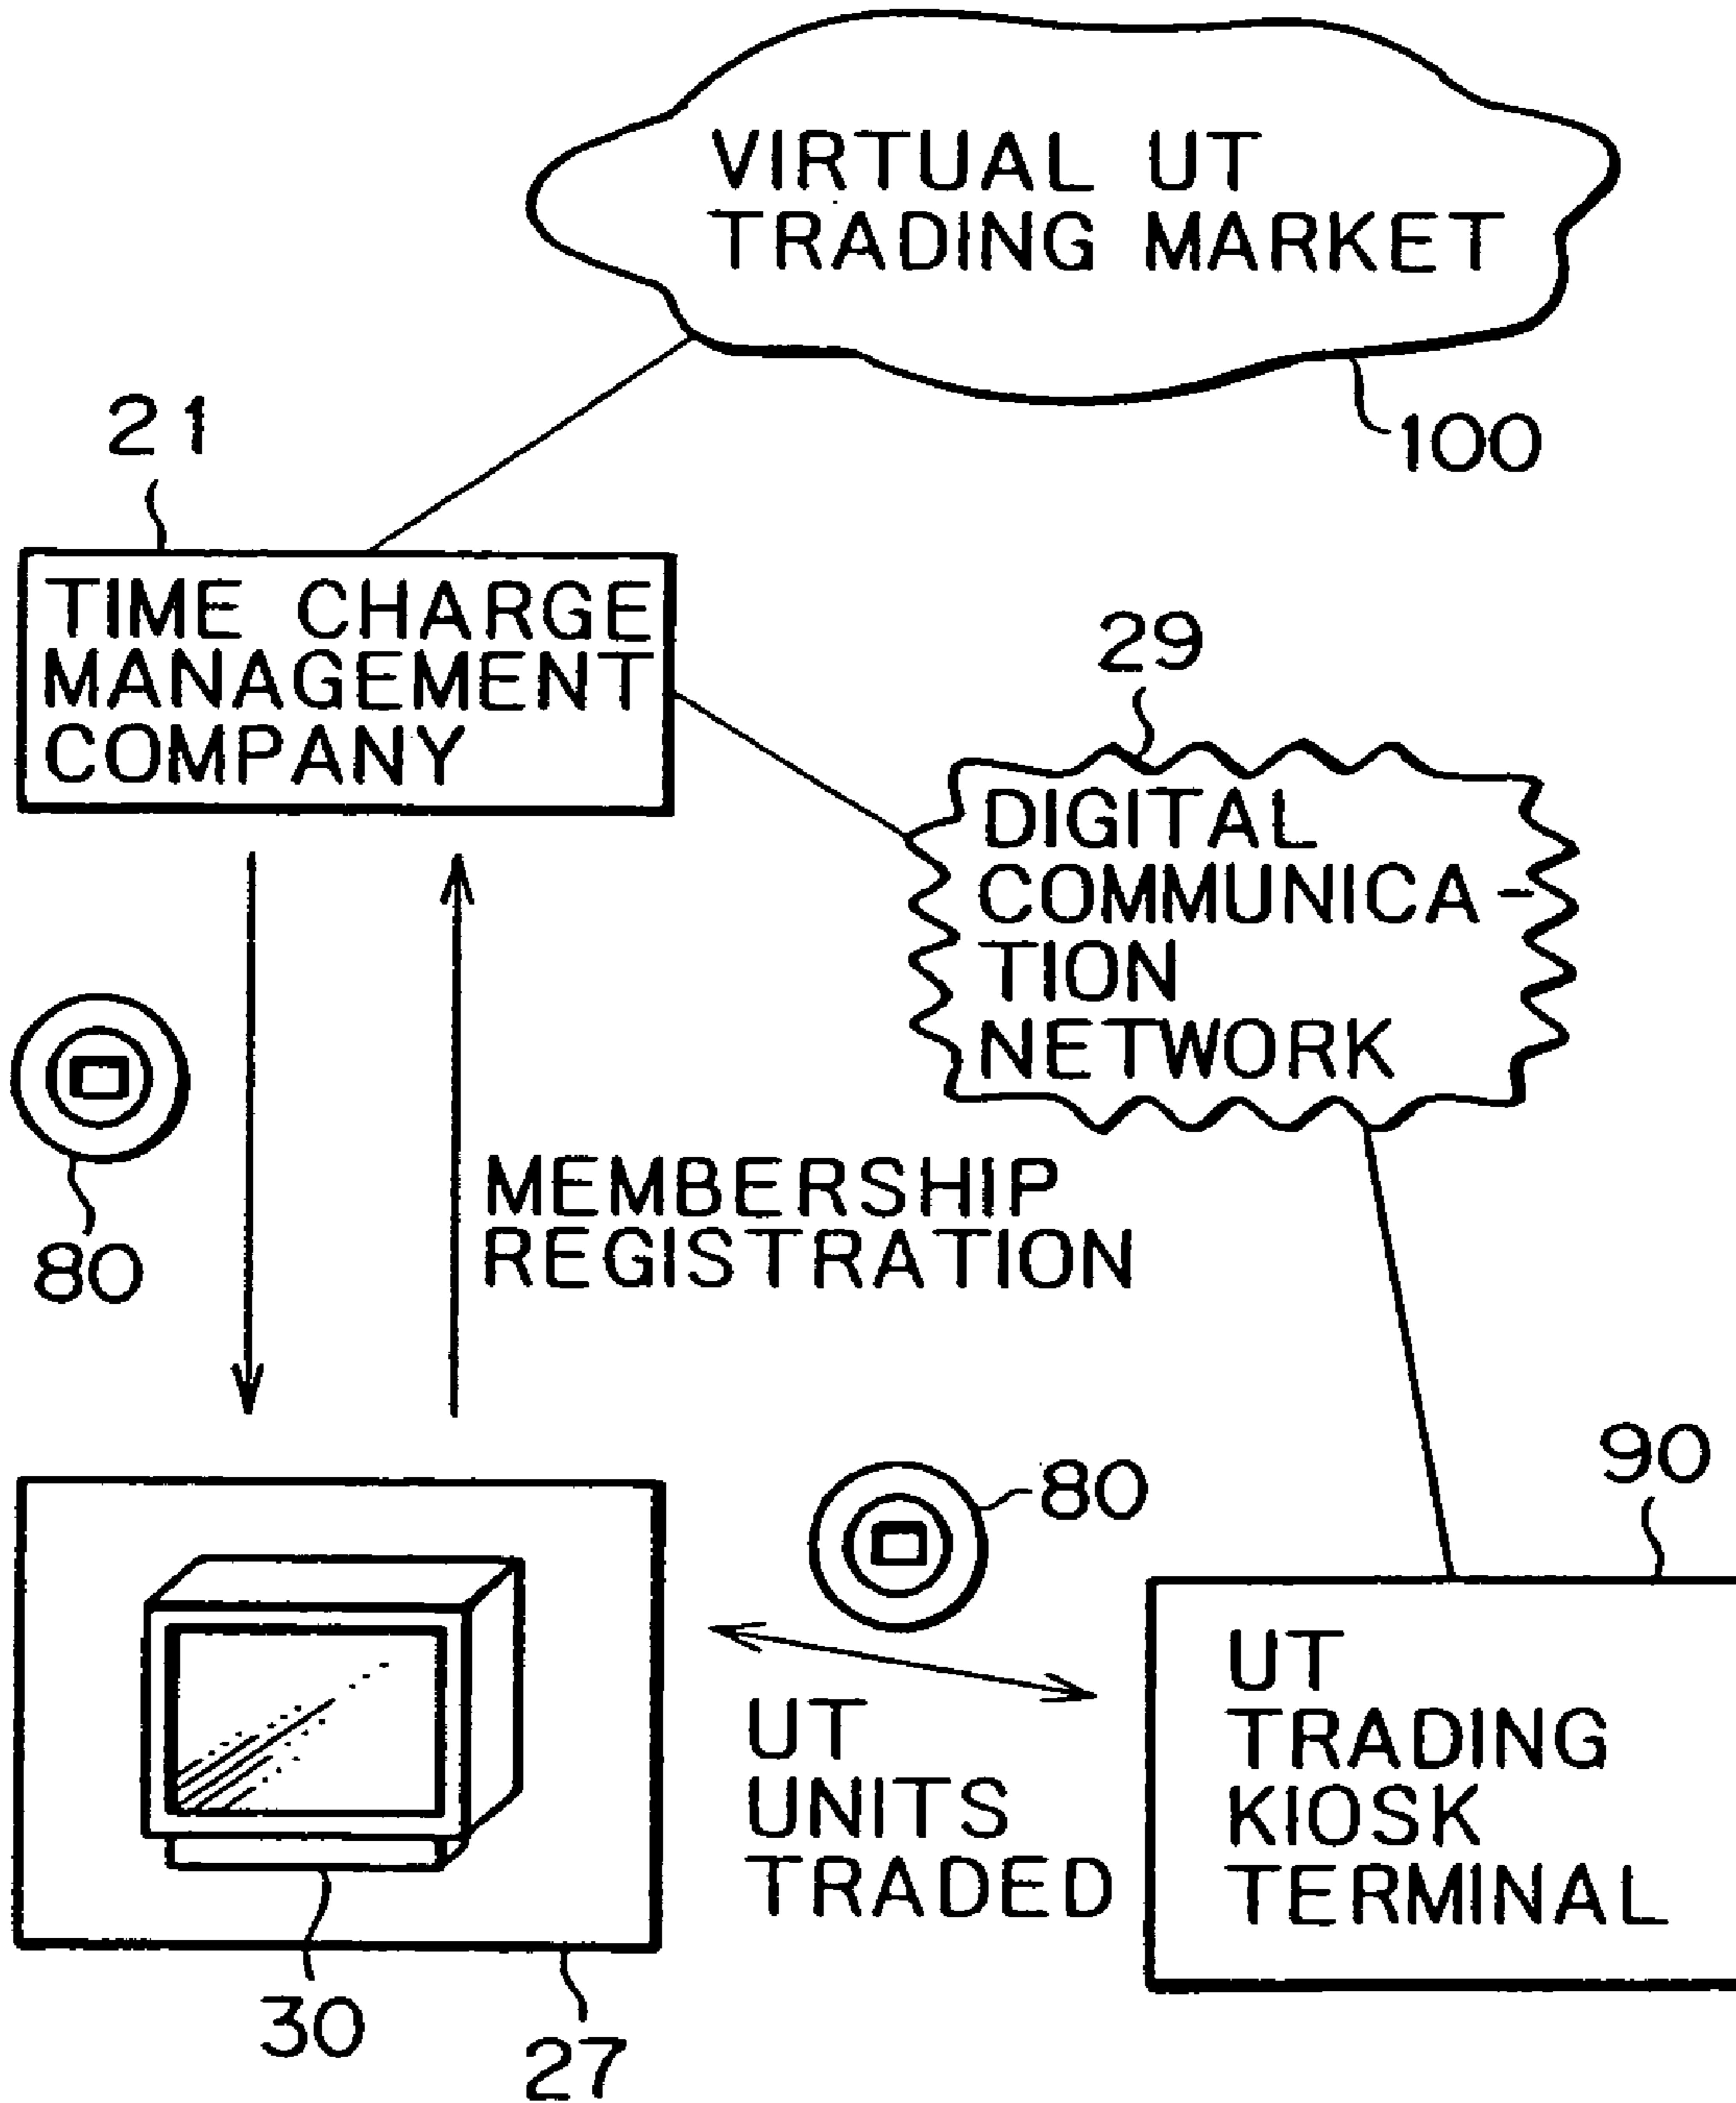 VIRTUAL UT
TRADING MARKET
100
21
TIME CHARGE
MANAGEMENT
COMPANY
29
DIGITAL
COMMUNICA-
TION
NETWORK
80
MEMBERSHIP
REGISTRATION
80
90
UT
UNITS
TRADED
UT
TRADING
KIOSK
TERMINAL
30
27